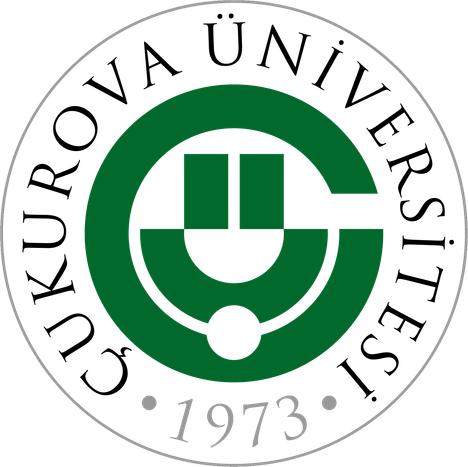 ÇUKUROVA ÜNİVERSİTESİ
• 1973 •